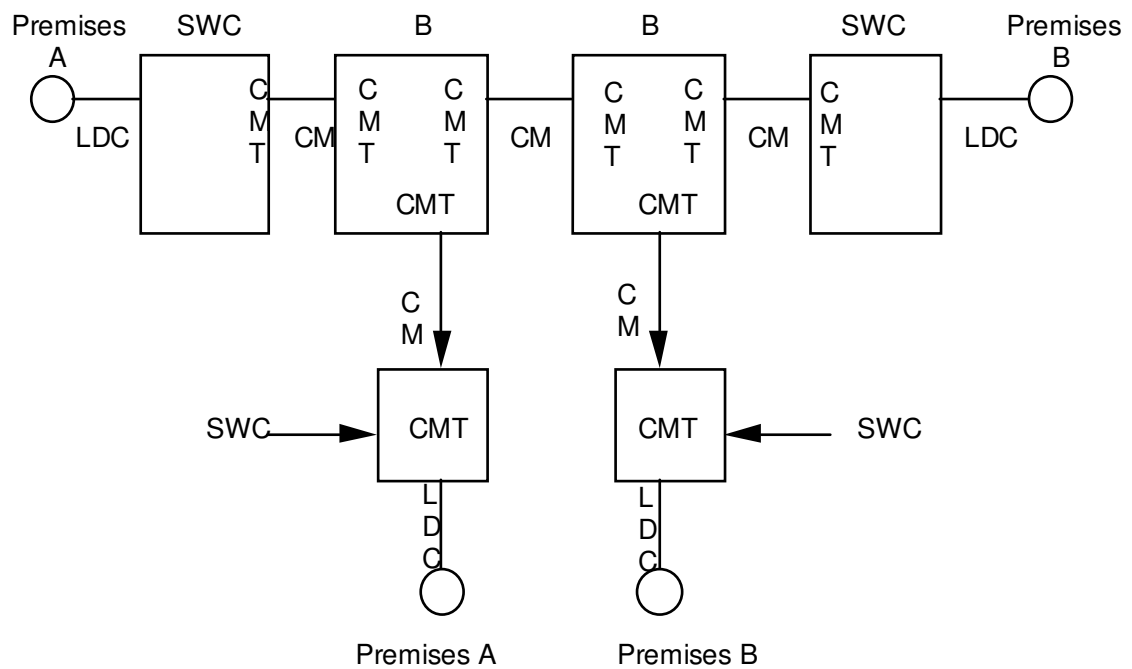 Premises SWC B B SWC Premises
A B
C C C C C C
M M M M M M
T T T T T T
LDC CM CM CM LDC
CMT CMT
C C
M M
SWC CMT CMT SWC
L L
D D
C C
Premises A Premises B